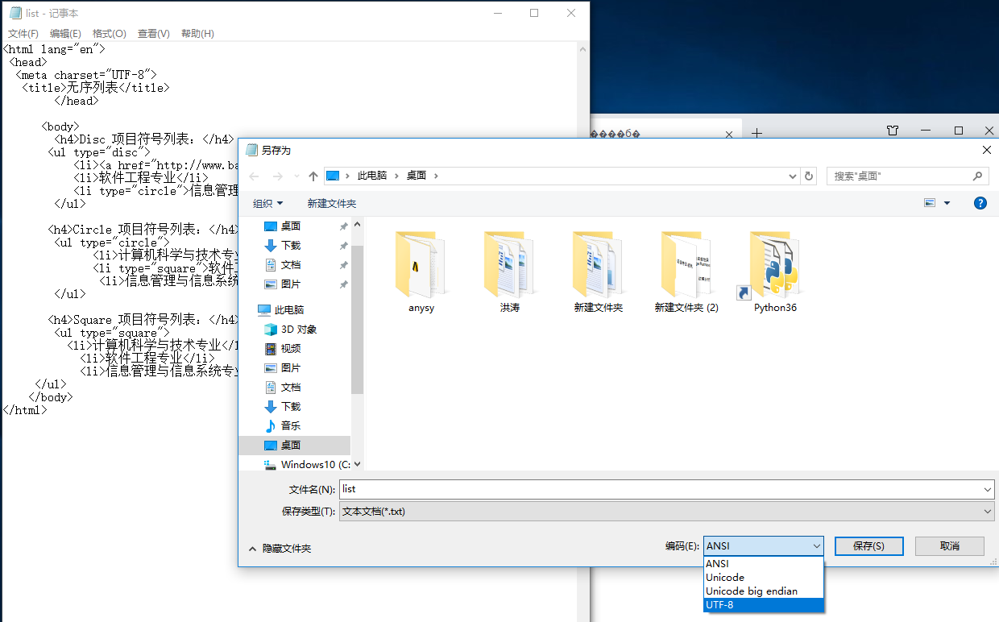 list - 记事本
文件(F) 编辑(E) 格式(O) 查看(V) 帮助(H)
<html lang="en">
<head>
<meta charset="UTF-8">
<title>无序列表</title>
</head>
<body>
<h4>Disc 项目符号列表：</h4>
<ul type="disc">
<li><a href="http://www.ba
<li>软件工程专业</li>
<li type="circle">信息管理
</ul>
<h4>Circle 项目符号列表：</h4>
<ul type="circle">
<li>计算机科学与技术专业
<li type="square">软件工
<li>信息管理与信息系统
</ul>
<h4>Square 项目符号列表：</h4>
<ul type="square">
<li>计算机科学与技术专业</l
<li>软件工程专业</li>
<li>信息管理与信息系统专业
</ul>
</body>
</html>
����б�
另存为
此电脑 › 桌面 ›
搜索"桌面"
组织 新建文件夹
桌面
下载
文档
图片
此电脑
3D 对象
视频
图片
文档
下载
音乐
桌面
Windows10 (C:
anysy
洪涛
新建文件夹
新建文件夹 (2)
Python36
文件名(N): list
保存类型(T): 文本文档(*.txt)
隐藏文件夹
编码(E): ANSI
保存(S)
取消
ANSI
Unicode
Unicode big endian
UTF-8